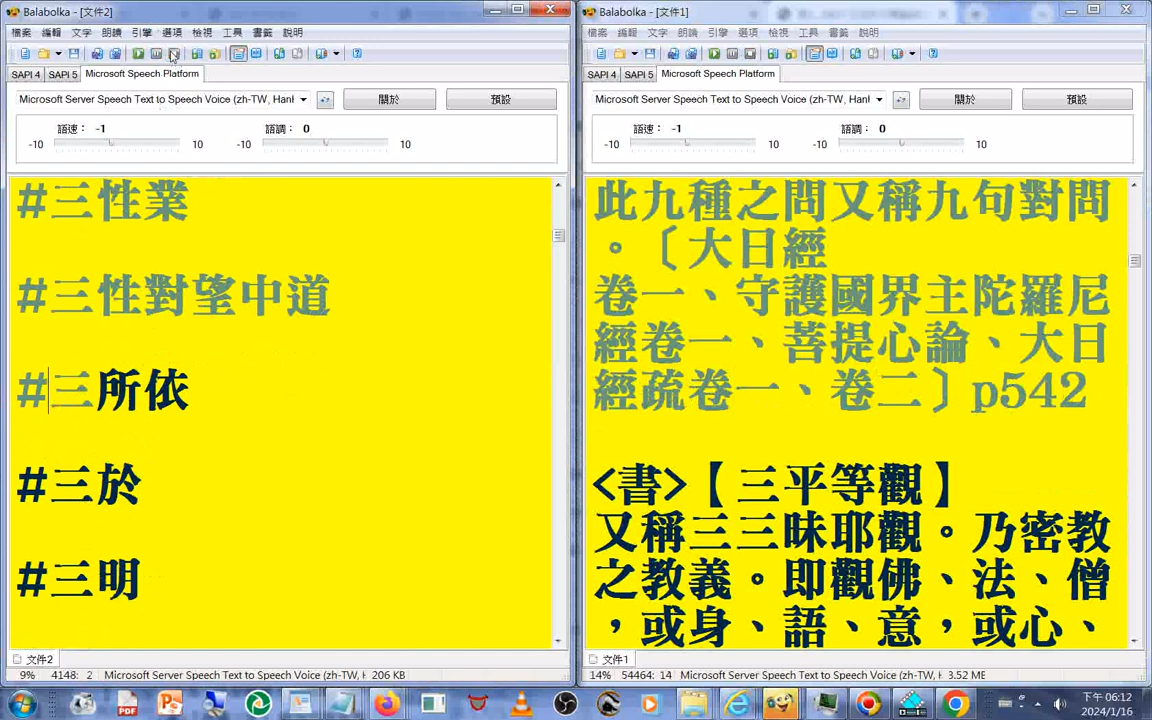 Balabolka - [文件2]
檔案 編輯 文字 朗讀 引擎 選項 檢視 工具 書籤 說明
SAPI 4 SAPI 5 Microsoft Speech Platform
Microsoft Server Speech Text to Speech Voice (zh-TW, Hanl
關於
預設
語速： -1
語調： 0
-10 10 -10 10
#三性業
#三性對望中道
#三所依
#三於
#三明
文件2
9% 4148: 2 Microsoft Server Speech Text to Speech Voice (zh-TW, H 206 KB
Balabolka - [文件1]
檔案 編輯 文字 朗讀 引擎 選項 檢視 工具 書籤 說明
SAPI 4 SAPI 5 Microsoft Speech Platform
Microsoft Server Speech Text to Speech Voice (zh-TW, Hanl
關於
預設
語速： -1
語調： 0
-10 10 -10 10
此九種之問又稱九句對問
。〔大日經
卷一、守護國界主陀羅尼
經卷一、菩提心論、大日
經疏卷一、卷二〕p542
<書>【三平等觀】
又稱三三昧耶觀。乃密教
之教義。即觀佛、法、僧
，或身、語、意，或心、
文件1
14% 54464: 14 Microsoft Server Speech Text to Speech Voice (zh-TW, H 3.52 MB
下午 06:12
2024/1/16